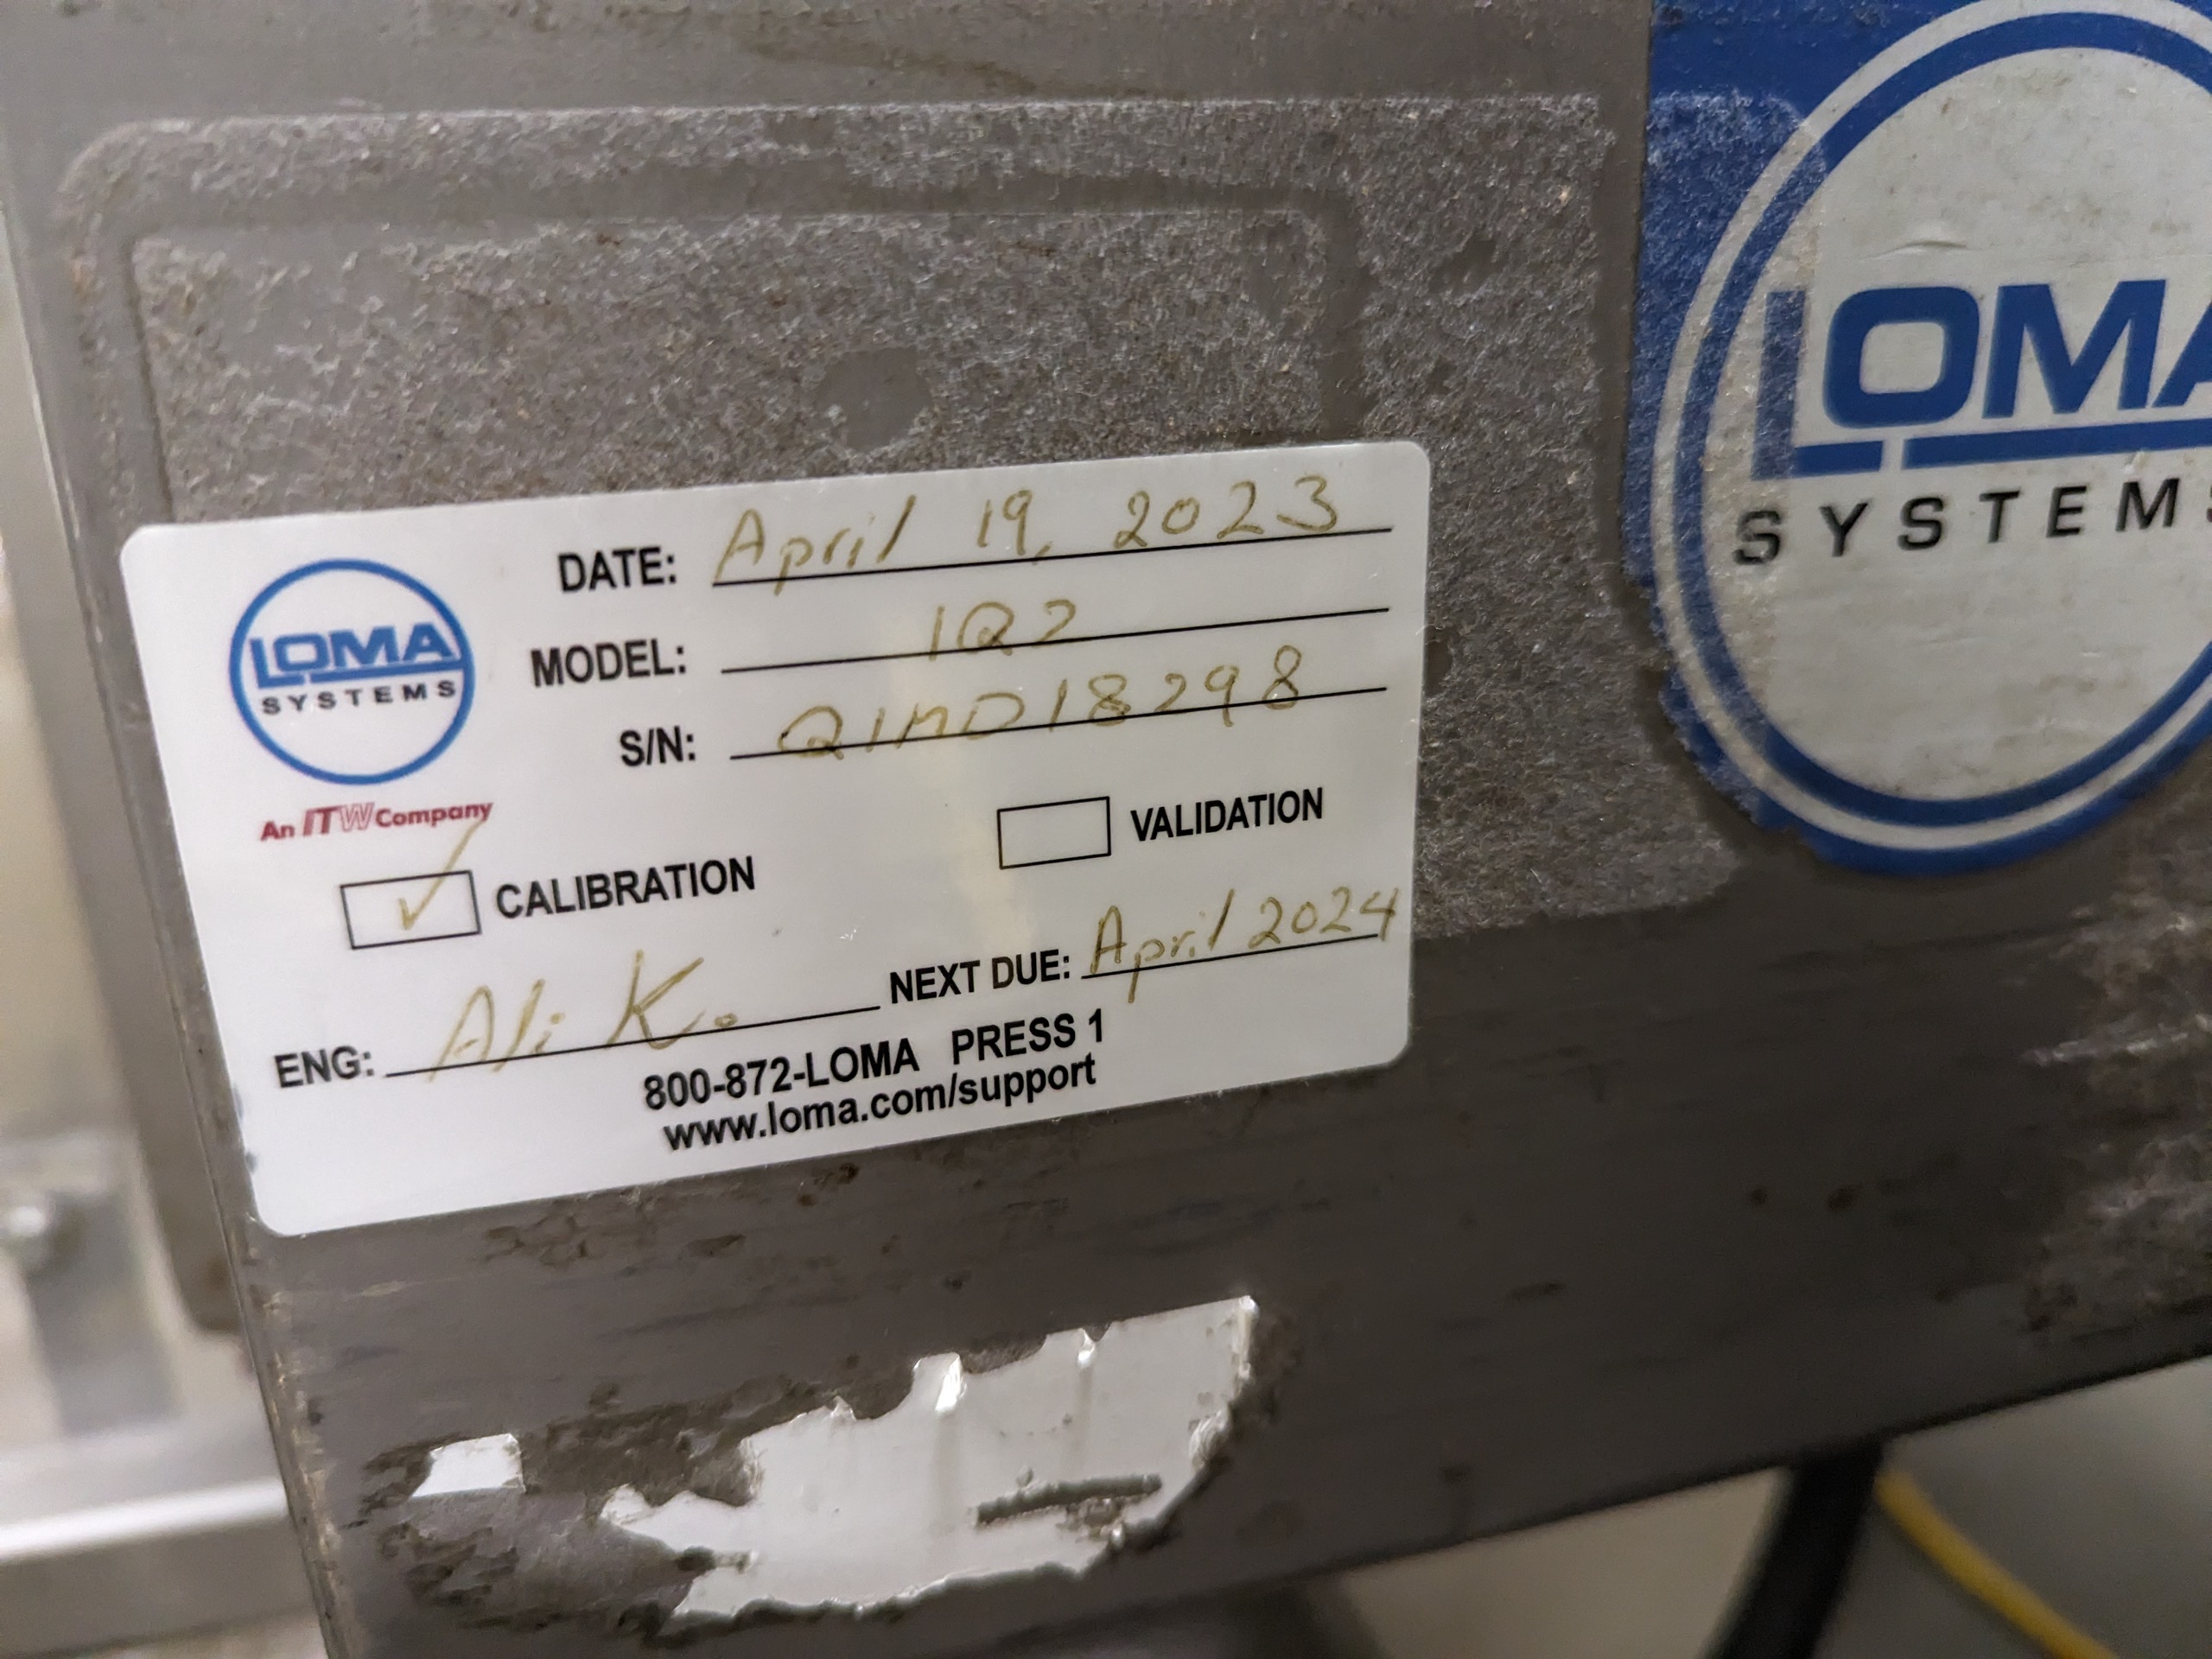 DATE: April 19, 2023
MODEL: IQ2
S/N: QIMD18298
LOMA
SYSTEMS
An ITW Company
CALIBRATION
VALIDATION
ENG: Ali K. NEXT DUE: April 2024
800-872-LOMA PRESS 1
www.loma.com/support
LOMA
SYSTEMS